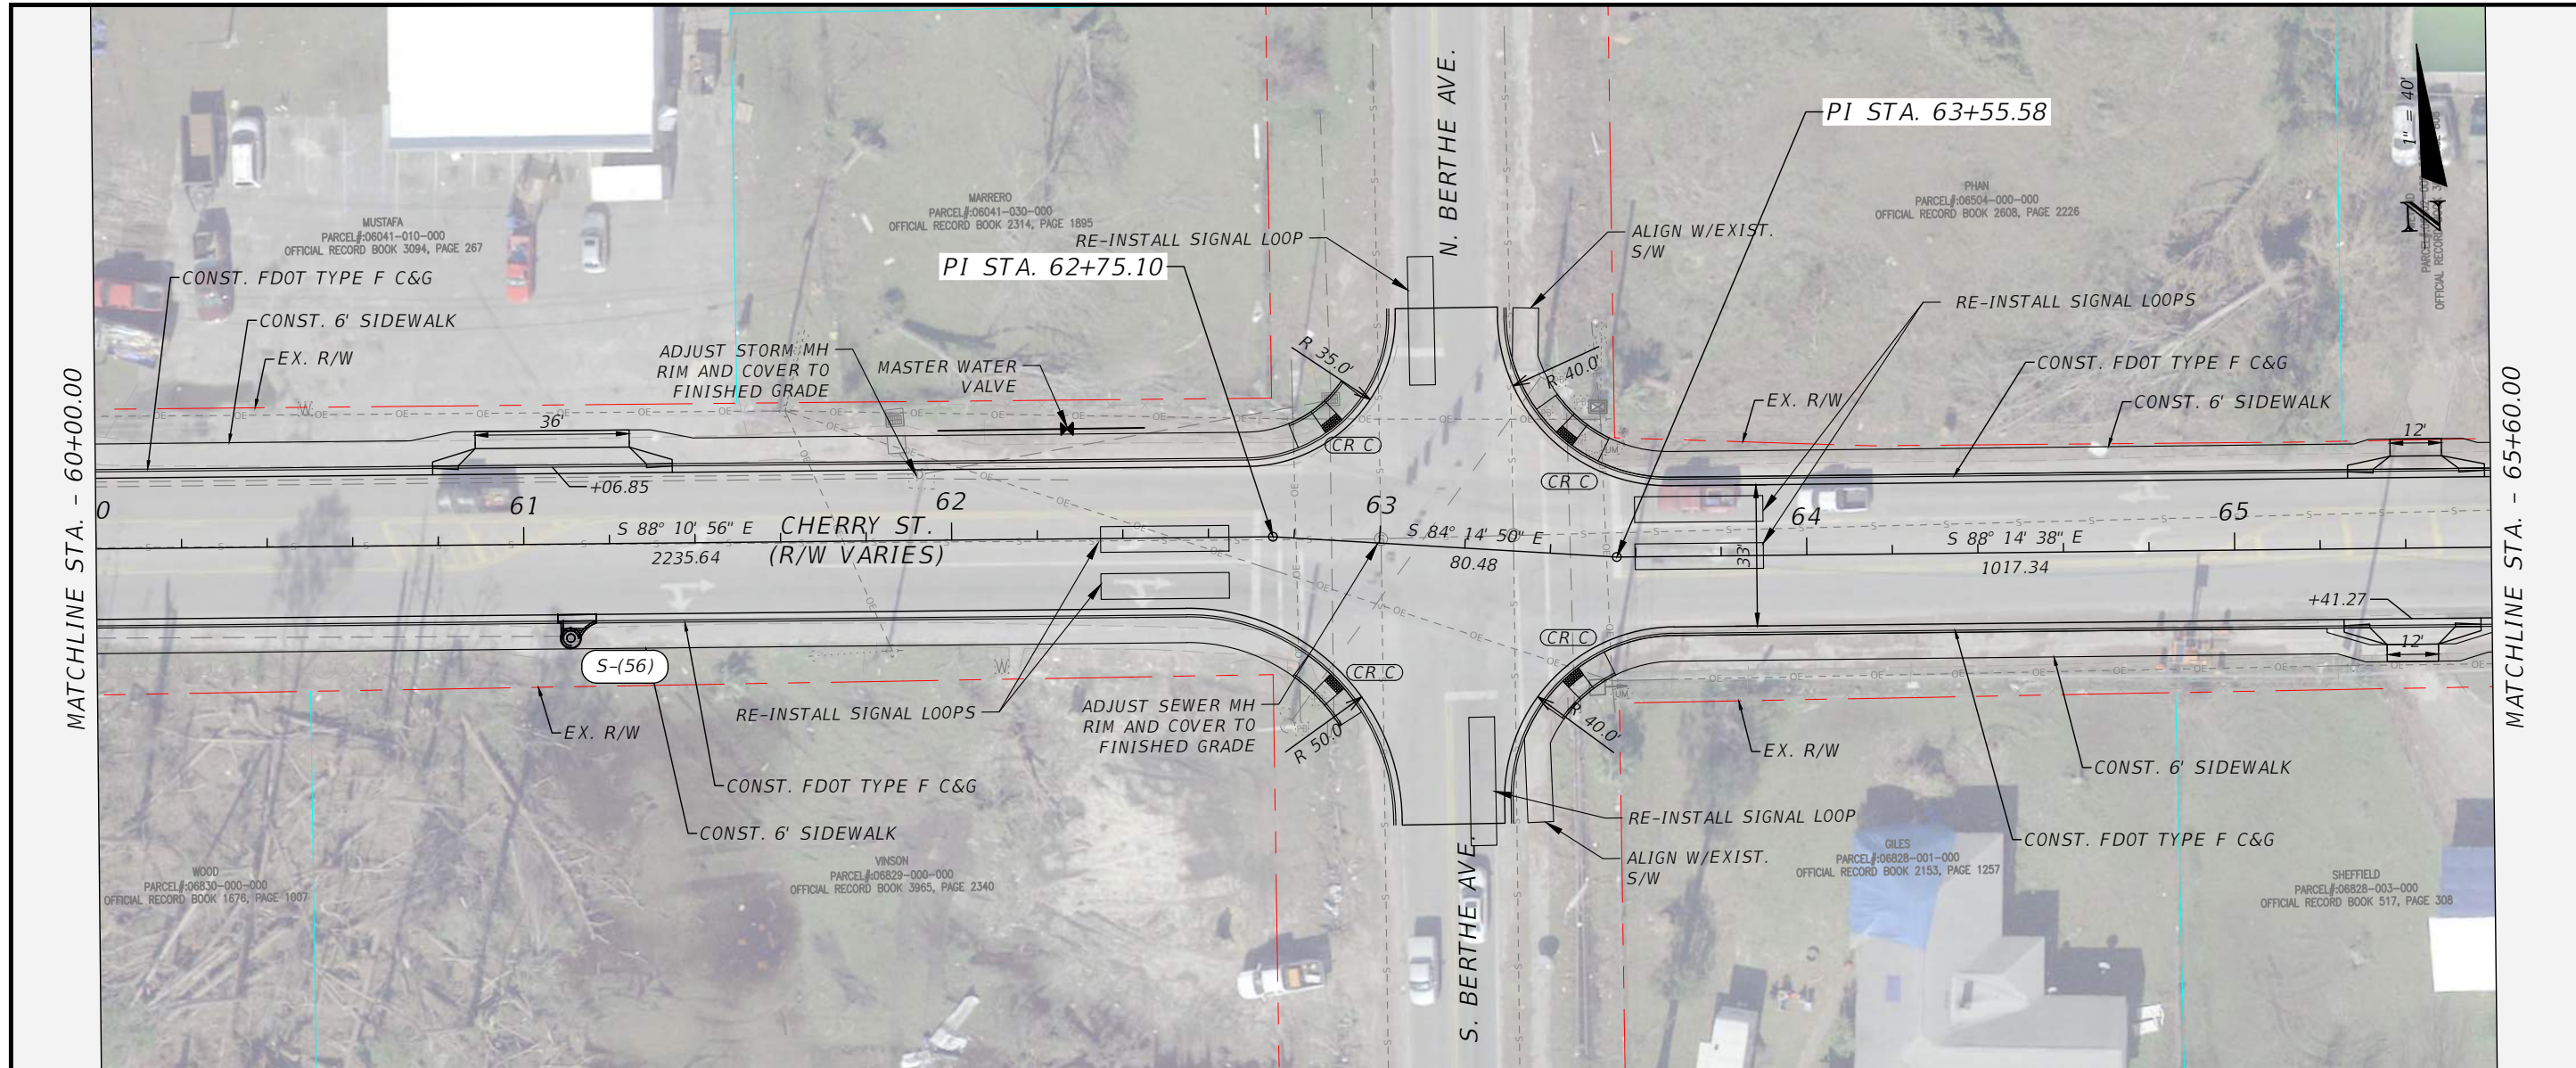 MATCHLINE STA. - 60+00.00
MUSTAFA
PARCEL#:06041-010-000
OFFICIAL RECORD BOOK 3094, PAGE 267
CONST. FDOT TYPE F C&G
CONST. 6' SIDEWALK
EX. R/W
36'
+06.85
MARRERO
PARCEL#:06041-030-000
OFFICIAL RECORD BOOK 2314, PAGE 1895
RE-INSTALL SIGNAL LOOP
PI STA. 62+75.10
ADJUST STORM MH
RIM AND COVER TO
FINISHED GRADE
MASTER WATER
VALVE
R 35.0'
CR C
N. BERTHE AVE.
PI STA. 63+55.58
PHAN
PARCEL#:06504-000-000
OFFICIAL RECORD BOOK 2608, PAGE 2226
ALIGN W/EXIST.
S/W
RE-INSTALL SIGNAL LOOPS
R 40.0'
CR C
CONST. FDOT TYPE F C&G
EX. R/W
CONST. 6' SIDEWALK
12'
1" = 40'
N
0
61
62
63
64
65
S 88° 10' 56" E
2235.64
CHERRY ST.
(R/W VARIES)
S 84° 14' 50" E
80.48
33'
S 88° 14' 38" E
1017.34
+41.27
12'
S-(56)
EX. R/W
RE-INSTALL SIGNAL LOOPS
CONST. FDOT TYPE F C&G
CONST. 6' SIDEWALK
ADJUST SEWER MH
RIM AND COVER TO
FINISHED GRADE
CR C
R 50.0'
CR C
R 40.0'
EX. R/W
CONST. 6' SIDEWALK
RE-INSTALL SIGNAL LOOP
ALIGN W/EXIST.
S/W
CONST. FDOT TYPE F C&G
S. BERTHE AVE.
WOOD
PARCEL#:06830-000-000
OFFICIAL RECORD BOOK 1676, PAGE 1007
VINSON
PARCEL#:06829-000-000
OFFICIAL RECORD BOOK 3965, PAGE 2340
GILES
PARCEL#:06828-001-000
OFFICIAL RECORD BOOK 2153, PAGE 1257
SHEFFIELD
PARCEL#:06828-003-000
OFFICIAL RECORD BOOK 517, PAGE 308
MATCHLINE STA. - 65+60.00